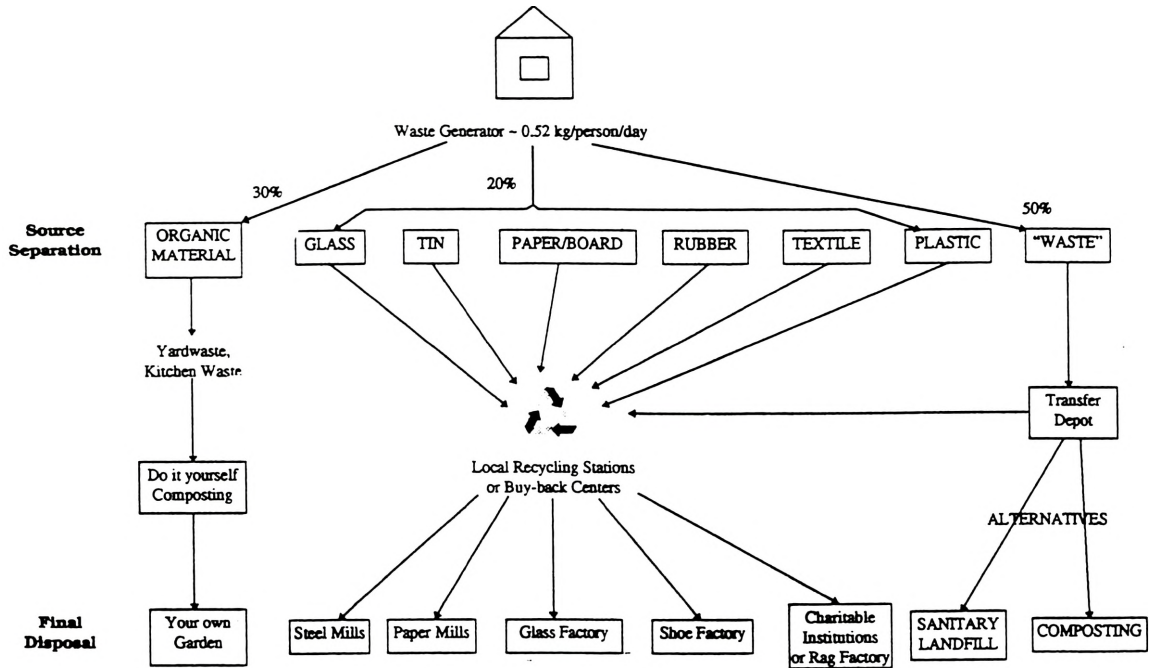 Waste Generator ~ 0.52 kg/person/day
30%
20%
50%
Source
Separation
ORGANIC
MATERIAL
GLASS
TIN
PAPER/BOARD
RUBBER
TEXTILE
PLASTIC
"WASTE"
Yardwaste,
Kitchen Waste
Transfer
Depot
Do it yourself
Composting
Local Recycling Stations
or Buy-back Centers
ALTERNATIVES
Final
Disposal
Your own
Garden
Steel Mills
Paper Mills
Glass Factory
Shoe Factory
Charitable
Institutions
or Rag Factory
SANITARY
LANDFILL
COMPOSTING